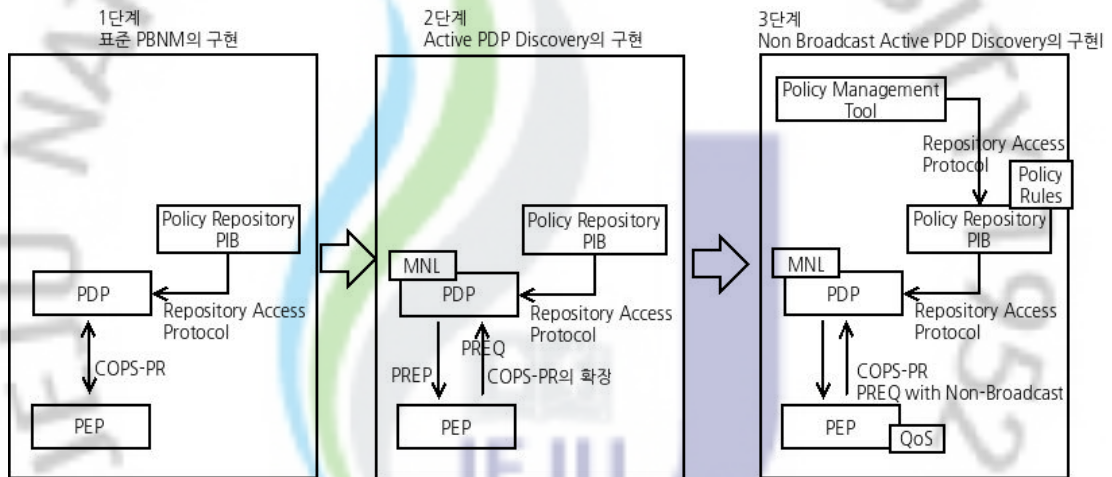 1단계
표준 PBNM의 구현
Policy Repository
PIB
PDP
Repository Access
Protocol
COPS-PR
PEP
2단계
Active PDP Discovery의 구현
Policy Repository
PIB
MNL
PDP
Repository Access
Protocol
PREQ
PREP
COPS-PR의 확장
PEP
3단계
Non Broadcast Active PDP Discovery의 구현
Policy Management
Tool
Repository Access
Protocol
Policy
Rules
Policy Repository
PIB
MNL
PDP
Repository Access
Protocol
COPS-PR
PREQ with Non-Broadcast
PEP
QoS
JEJU NA
SITY
1952
JEJU